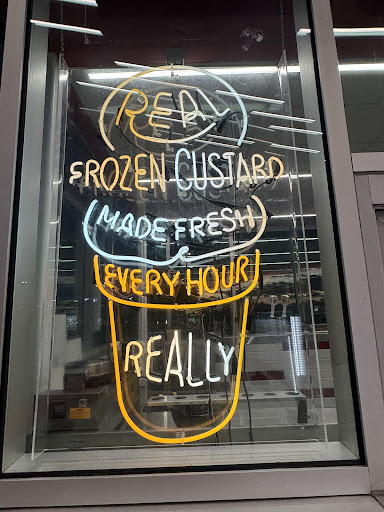 REAL
FROZEN CUSTARD
MADE FRESH
EVERY HOUR
REALLY